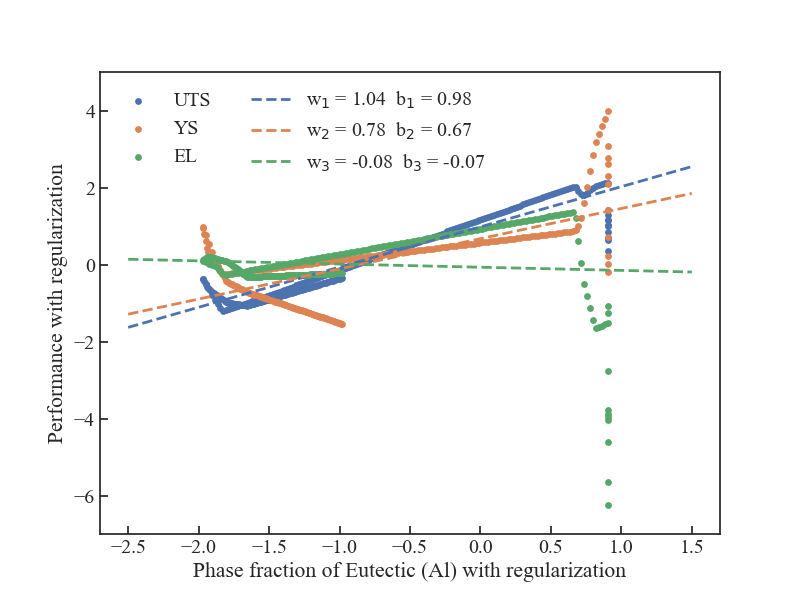 UTS
YS
EL
w₁ = 1.04 b₁ = 0.98
w₂ = 0.78 b₂ = 0.67
w₃ = -0.08 b₃ = -0.07
Performance with regularization
4
2
0
−2
−4
−6
−2.5 −2.0 −1.5 −1.0 −0.5 0.0 0.5 1.0 1.5
Phase fraction of Eutectic (Al) with regularization